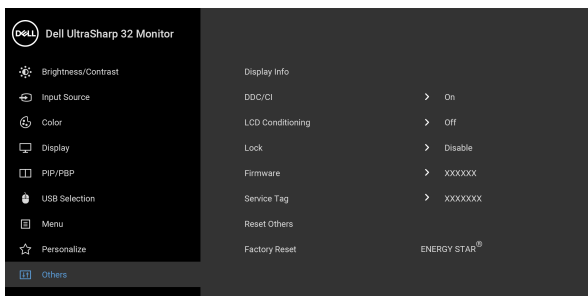 DELL
Dell UltraSharp 32 Monitor
Brightness/Contrast
Input Source
Color
Display
PIP/PBP
USB Selection
Menu
Personalize
Others
Display Info
DDC/CI > On
LCD Conditioning > Off
Lock > Disable
Firmware > XXXXXX
Service Tag > XXXXXXX
Reset Others
Factory Reset ENERGY STAR®